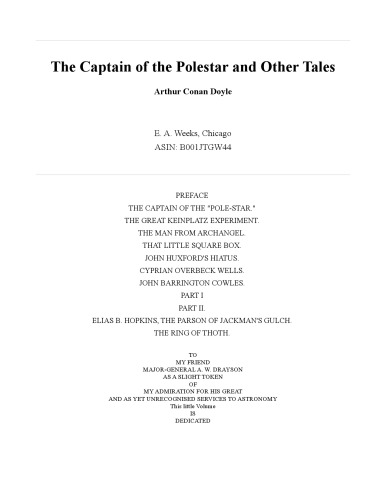 The Captain of the Polestar and Other Tales
Arthur Conan Doyle
E. A. Weeks, Chicago
ASIN: B001JTGW44
PREFACE
THE CAPTAIN OF THE "POLE-STAR."
THE GREAT KEINPLATZ EXPERIMENT.
THE MAN FROM ARCHANGEL.
THAT LITTLE SQUARE BOX.
JOHN HUXFORD'S HIATUS.
CYPRIAN OVERBECK WELLS.
JOHN BARRINGTON COWLES.
PART I
PART II.
ELIAS B. HOPKINS, THE PARSON OF JACKMAN'S GULCH.
THE RING OF THOTH.
TO
MY FRIEND
MAJOR-GENERAL A. W. DRAYSON
AS A SLIGHT TOKEN
OF
MY ADMIRATION FOR HIS GREAT
AND AS YET UNRECOGNISED SERVICES TO ASTRONOMY
This little Volume
IS
DEDICATED